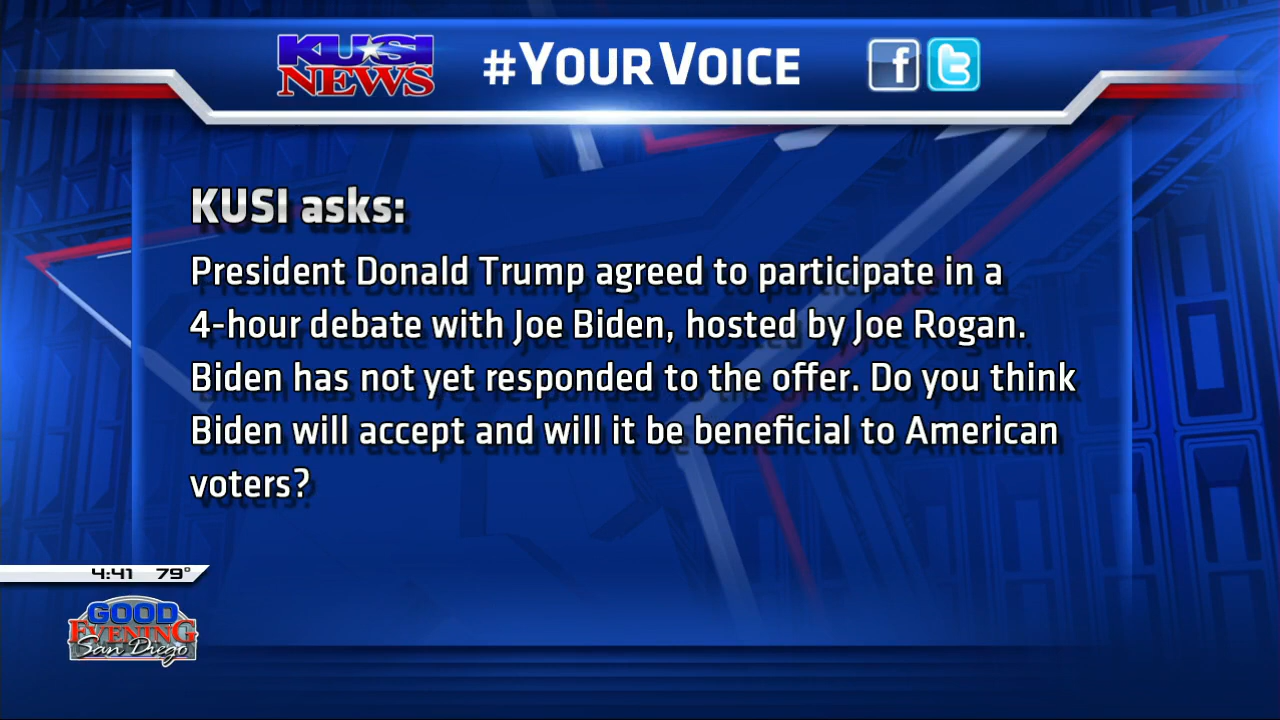 KUSI NEWS #YOUR VOICE f t
KUSI asks:
President Donald Trump agreed to participate in a
4-hour debate with Joe Biden, hosted by Joe Rogan.
Biden has not yet responded to the offer. Do you think
Biden will accept and will it be beneficial to American
voters?
4:41 79°
GOOD
EVENING
San Diego